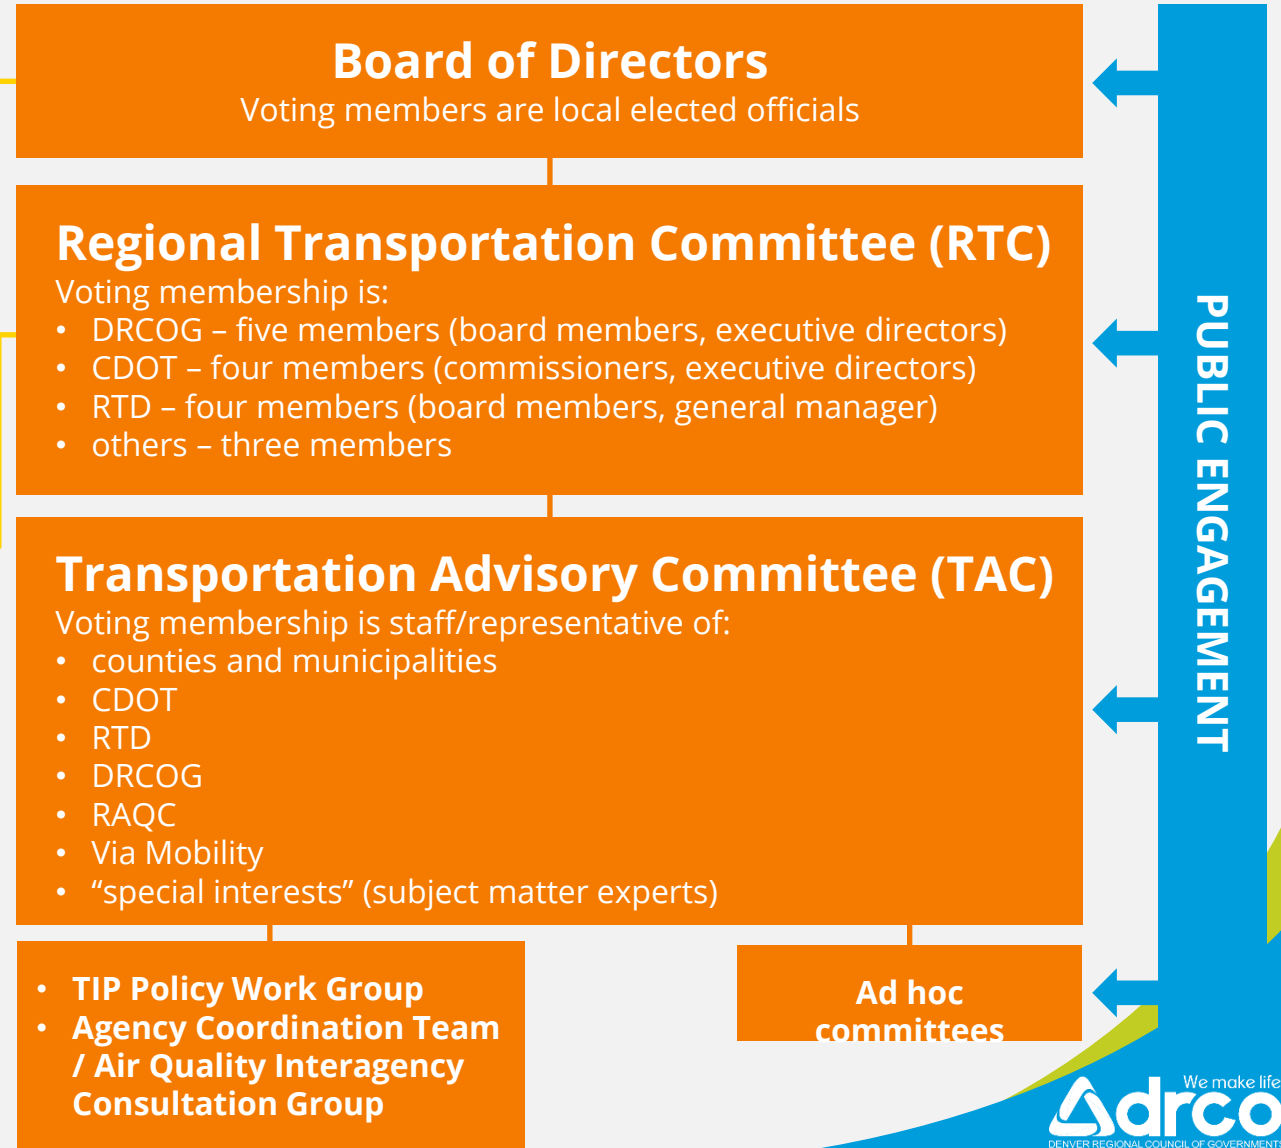 Board of Directors
Voting members are local elected officials
Regional Transportation Committee (RTC)
Voting membership is:
• DRCOG – five members (board members, executive directors)
• CDOT – four members (commissioners, executive directors)
• RTD – four members (board members, general manager)
• others – three members
Transportation Advisory Committee (TAC)
Voting membership is staff/representative of:
• counties and municipalities
• CDOT
• RTD
• DRCOG
• RAQC
• Via Mobility
• “special interests” (subject matter experts)
• TIP Policy Work Group
• Agency Coordination Team
/ Air Quality Interagency
Consultation Group
Ad hoc
committees
PUBLIC ENGAGEMENT
We make life
drco
DENVER REGIONAL COUNCIL OF GOVERNMENTS